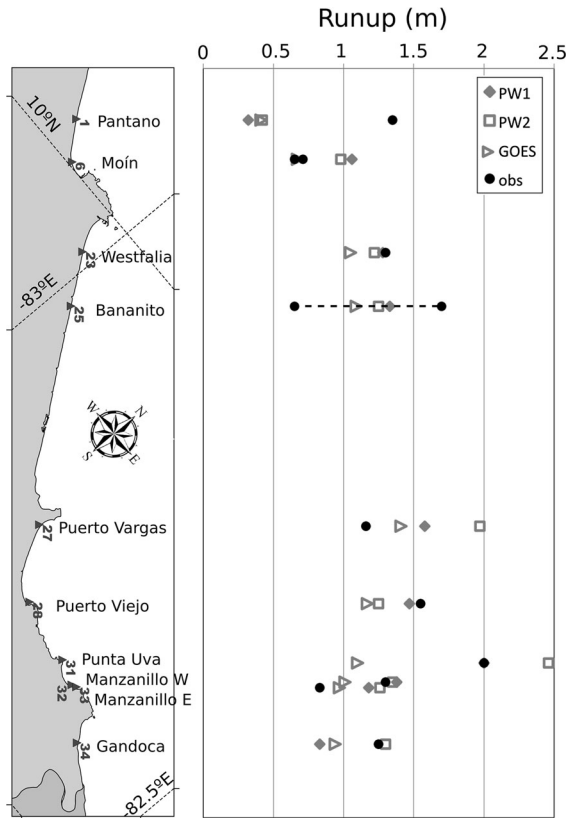 Runup (m)
0 0.5 1 1.5 2 2.5
PW1
PW2
GOES
obs
10ºN
1 Pantano
6 Moín
23 Westfalia
-83ºE
25 Bananito
W N
S E
27 Puerto Vargas
28 Puerto Viejo
31 Punta Uva
Manzanillo W
32 33 Manzanillo E
34 Gandoca
-82.5ºE